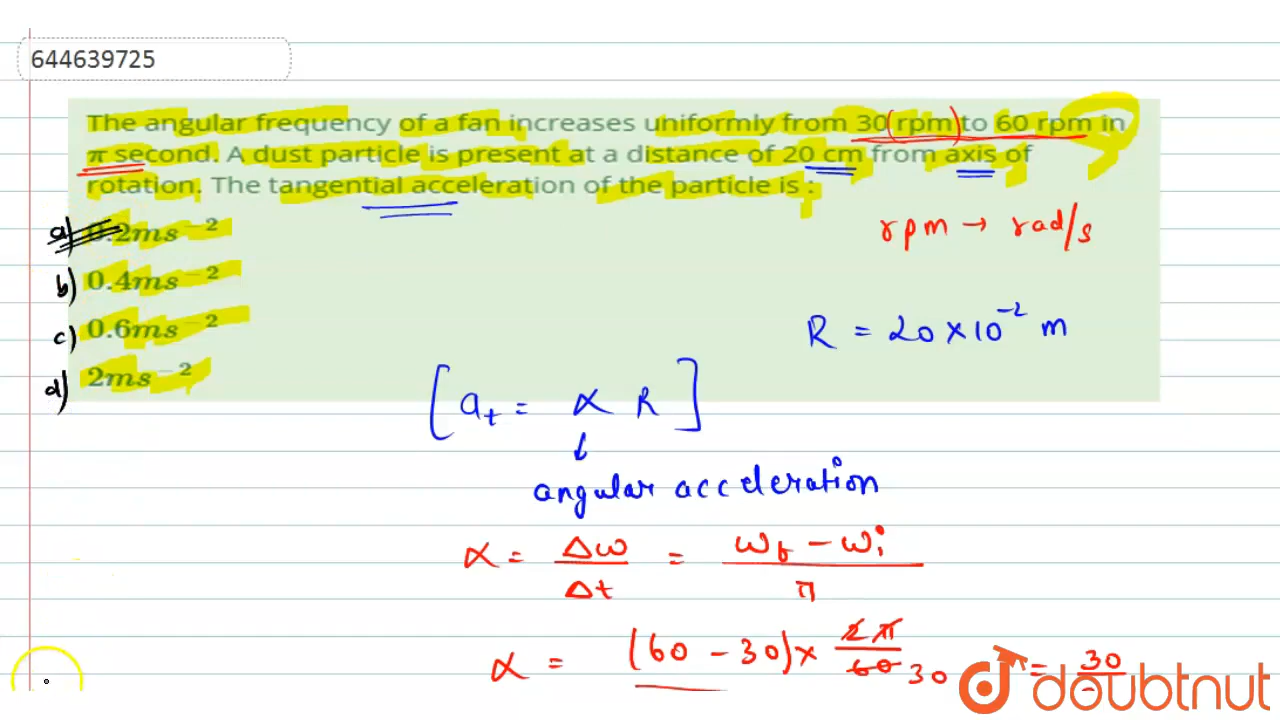 644639725
The angular frequency of a fan increases uniformly from 30(rpm) to 60 rpm in
π second. A dust particle is present at a distance of 20 cm from axis of
rotation. The tangential acceleration of the particle is :
a) 0.2ms⁻²
rpm → rad/s
b) 0.4ms⁻²
c) 0.6ms⁻²
R = 20×10⁻² m
d) 2ms⁻²
[aₜ = α R]
↓
angular acceleration
α = Δω/Δt = (ω_f − ω_i)/π
α = (60 − 30) × 2π/60 30 = 30
doubtnut